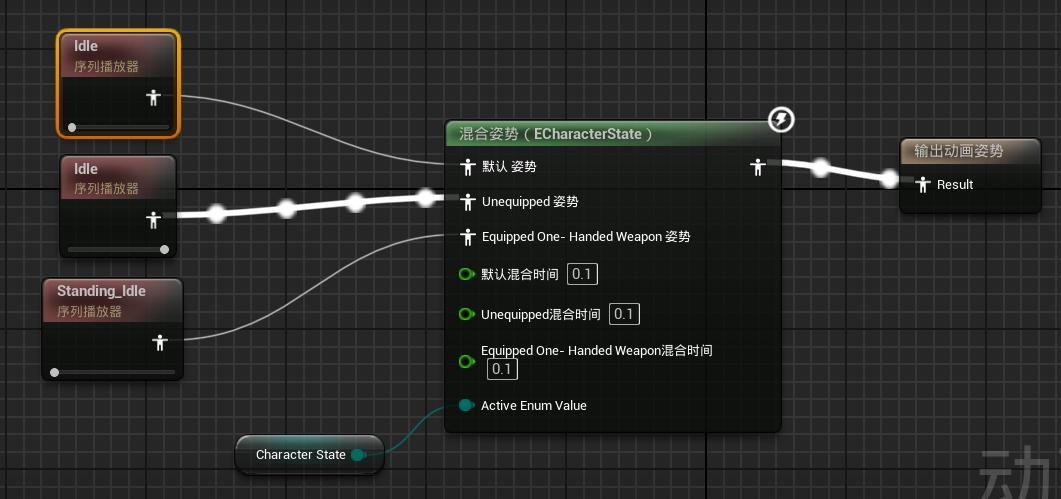 Idle
序列播放器
Idle
序列播放器
Standing_Idle
序列播放器
混合姿势（ECharacterState）
默认 姿势
Unequipped 姿势
Equipped One- Handed Weapon 姿势
默认混合时间 0.1
Unequipped混合时间 0.1
Equipped One- Handed Weapon混合时间
0.1
Active Enum Value
Character State
输出动画姿势
Result
动